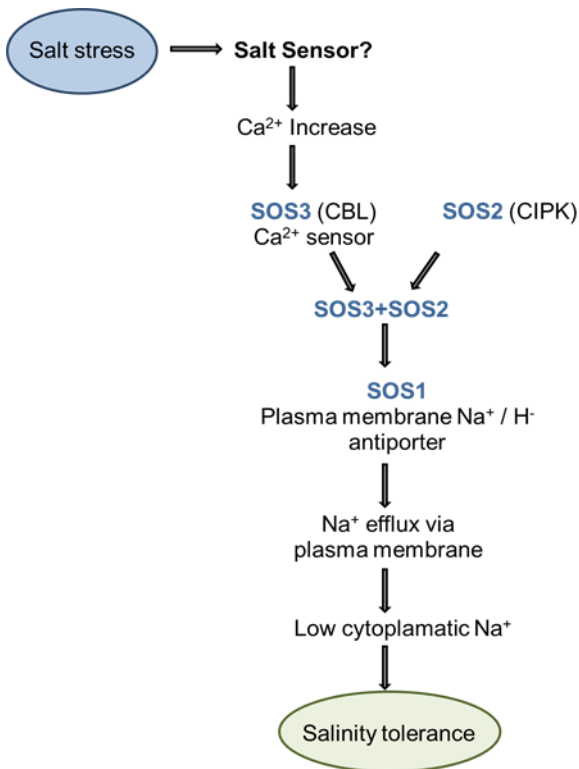 Salt stress
Salt Sensor?
Ca²⁺ Increase
SOS3 (CBL)
Ca²⁺ sensor
SOS2 (CIPK)
SOS3+SOS2
SOS1
Plasma membrane Na⁺ / H⁻
antiporter
Na⁺ efflux via
plasma membrane
Low cytoplamatic Na⁺
Salinity tolerance